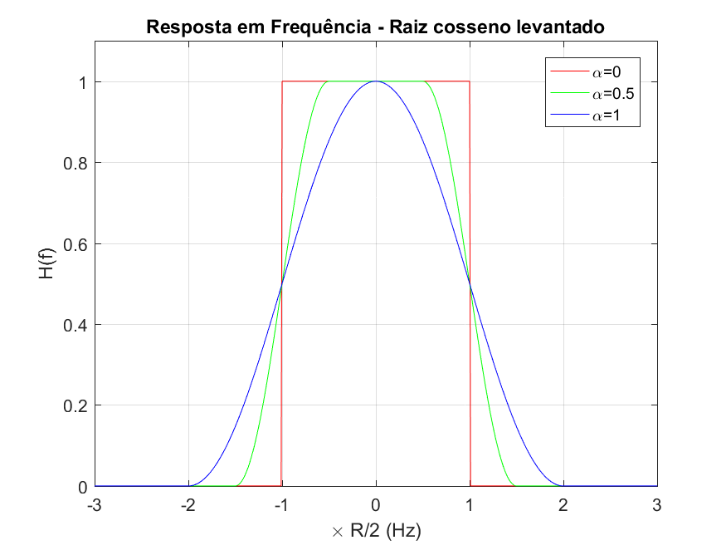 Resposta em Frequência - Raiz cosseno levantado
α=0
α=0.5
α=1
H(f)
1
0.8
0.6
0.4
0.2
0
-3 -2 -1 0 1 2 3
× R/2 (Hz)